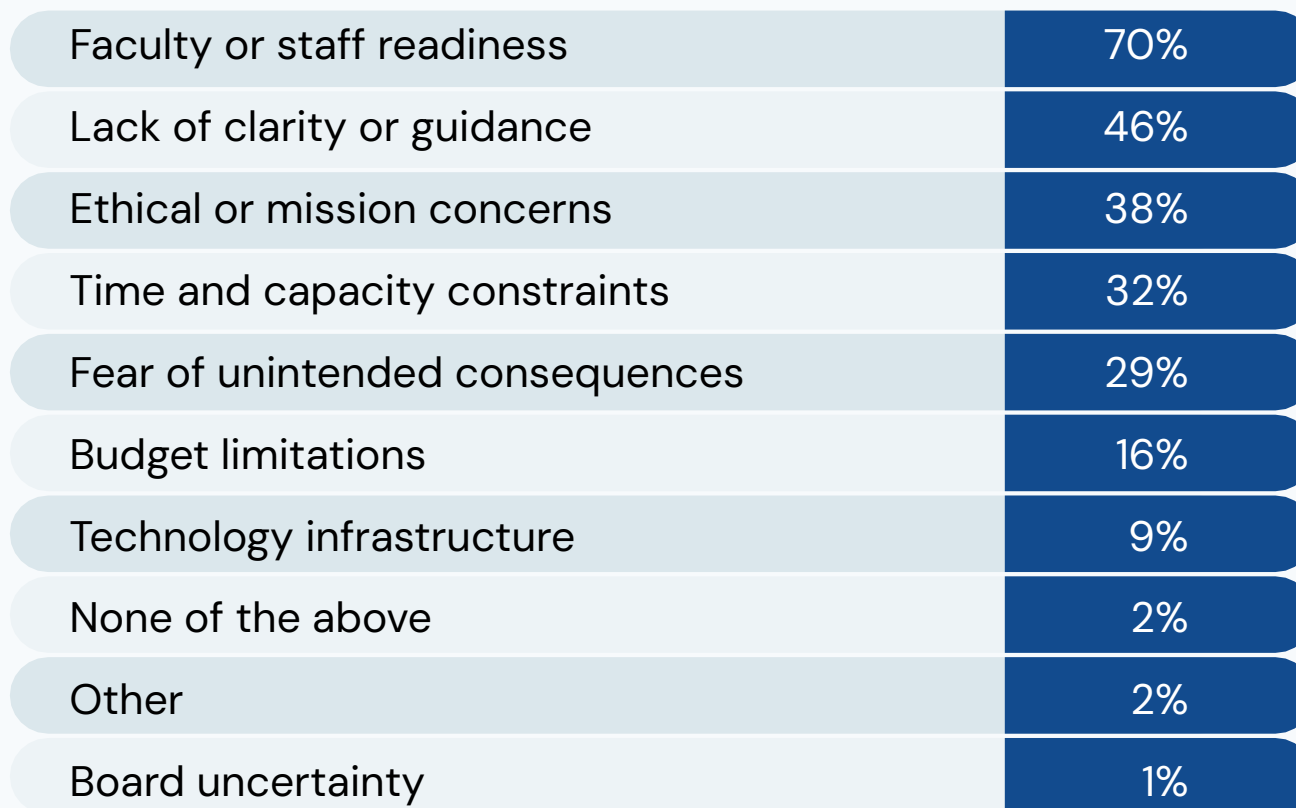 Faculty or staff readiness 70%
Lack of clarity or guidance 46%
Ethical or mission concerns 38%
Time and capacity constraints 32%
Fear of unintended consequences 29%
Budget limitations 16%
Technology infrastructure 9%
None of the above 2%
Other 2%
Board uncertainty 1%